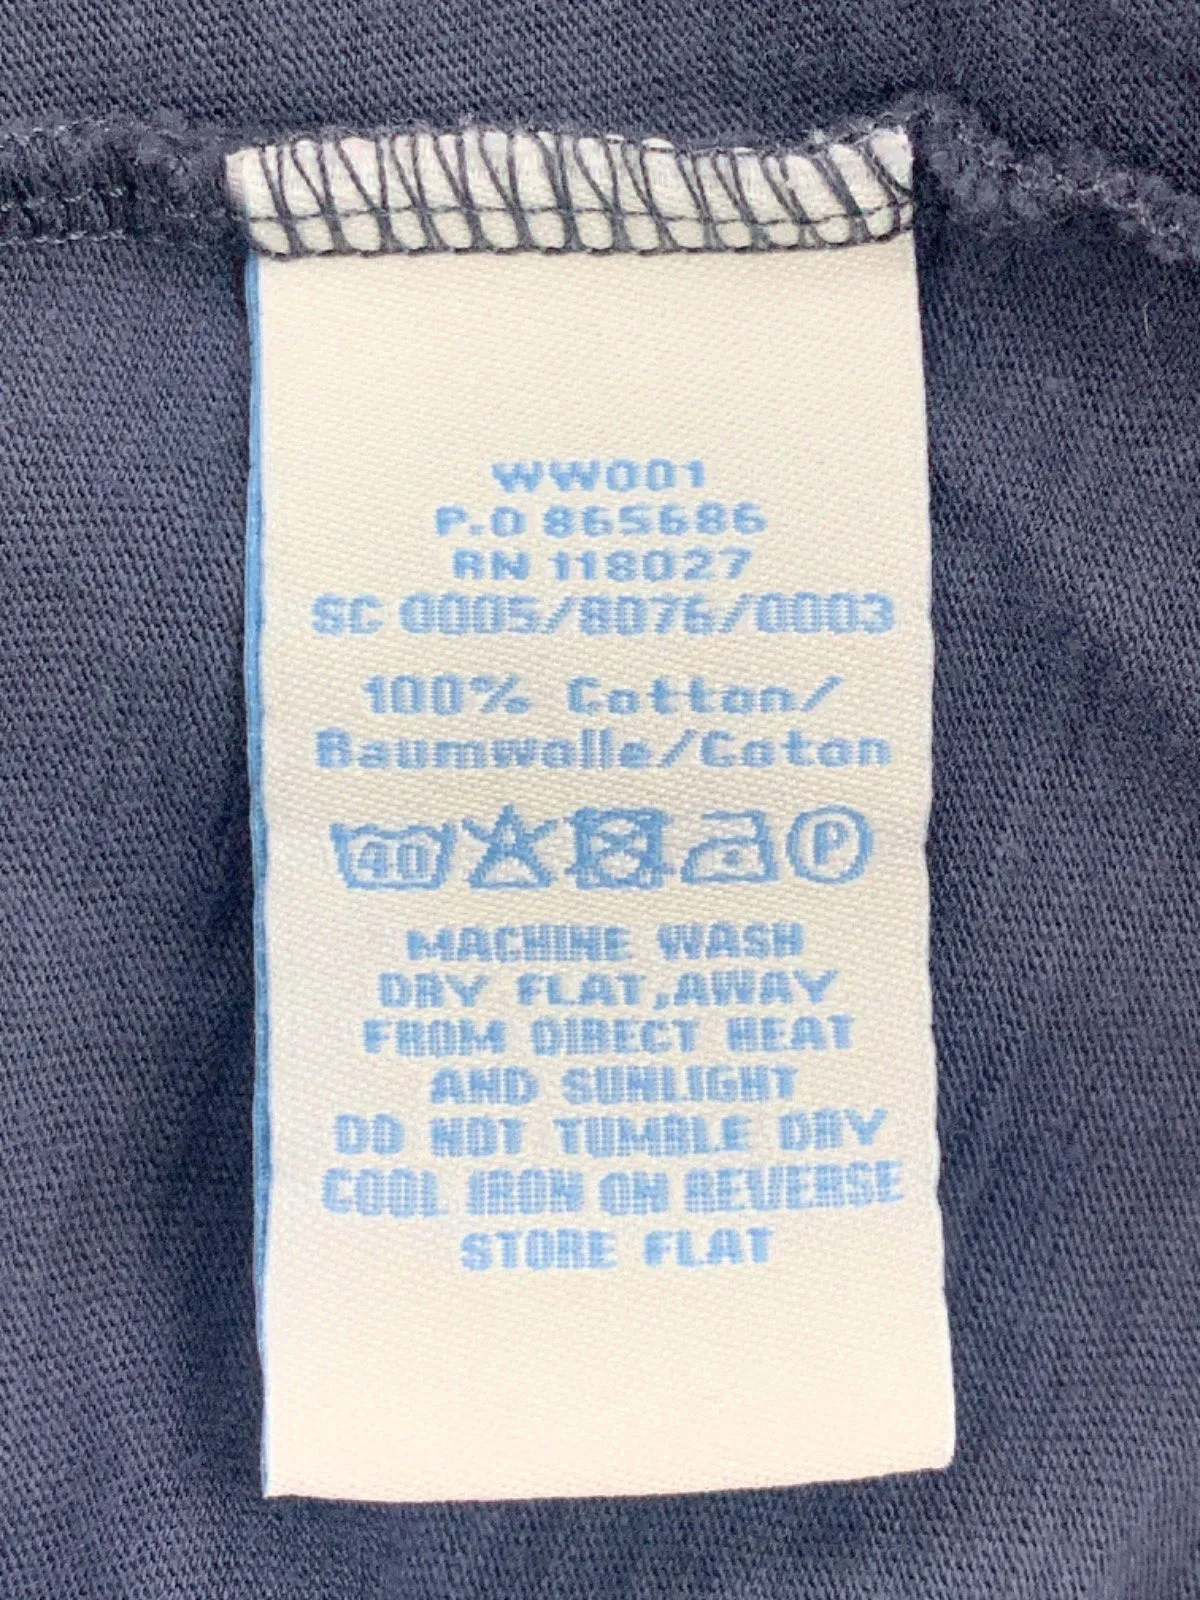 WW001
P.O 865686
RN 118027
SC 0005/8076/0003
100% Cotton/
Baumwolle/Coton
40 P
MACHINE WASH
DRY FLAT,AWAY
FROM DIRECT HEAT
AND SUNLIGHT
DO NOT TUMBLE DRY
COOL IRON ON REVERSE
STORE FLAT